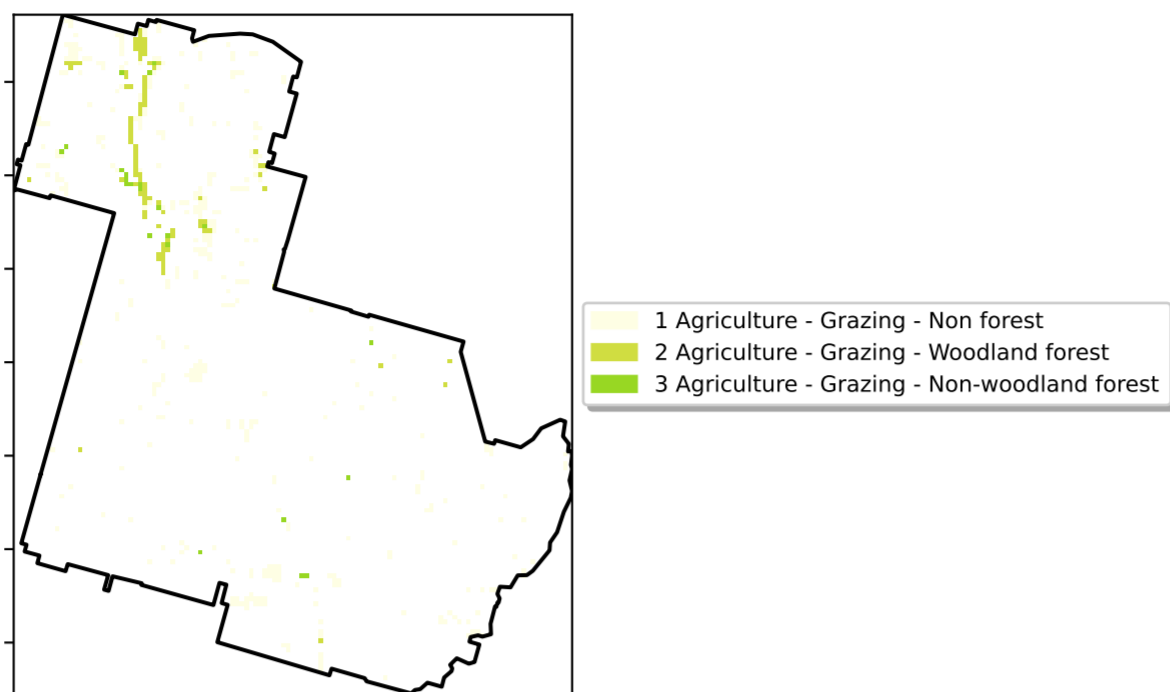 1 Agriculture - Grazing - Non forest
2 Agriculture - Grazing - Woodland forest
3 Agriculture - Grazing - Non-woodland forest